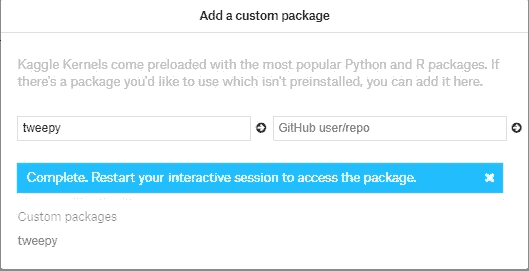 Add a custom package
Kaggle Kernels come preloaded with the most popular Python and R packages. If
there's a package you'd like to use which isn't preinstalled, you can add it here.
tweepy GitHub user/repo
Complete. Restart your interactive session to access the package.
Custom packages
tweepy